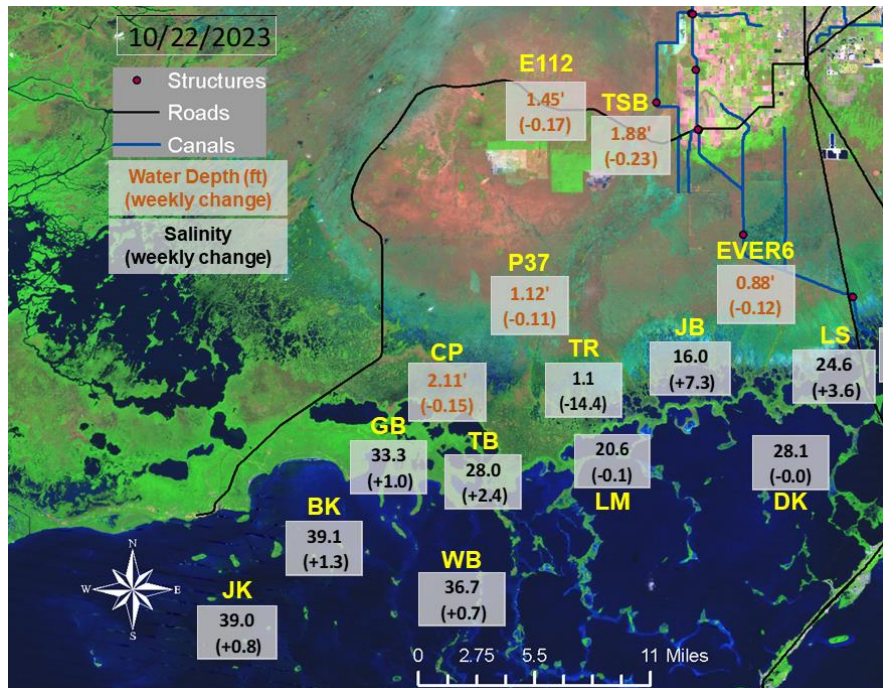 10/22/2023
Structures
Roads
Canals
Water Depth (ft)
(weekly change)
Salinity
(weekly change)
E112
1.45'
(-0.17)
TSB
1.88'
(-0.23)
EVER6
0.88'
(-0.12)
P37
1.12'
(-0.11)
JB
16.0
(+7.3)
LS
24.6
(+3.6)
CP
2.11'
(-0.15)
TR
1.1
(-14.4)
GB
33.3
(+1.0)
TB
28.0
(+2.4)
20.6
(-0.1)
LM
28.1
(-0.0)
DK
BK
39.1
(+1.3)
WB
36.7
(+0.7)
JK
39.0
(+0.8)
N
W E
S
0 2.75 5.5 11 Miles